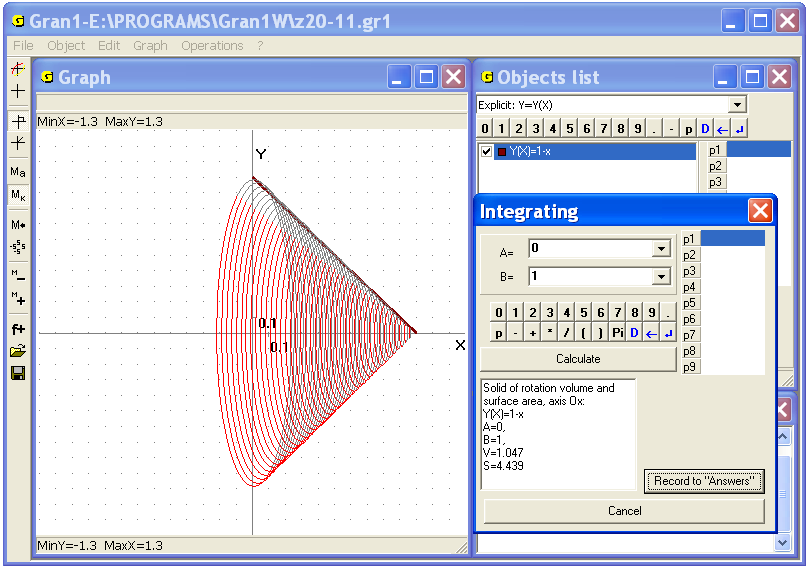 Gran1-E:\PROGRAMS\Gran1W\z20-11.gr1
File Object Edit Graph Operations ?
Graph
MinX=-1.3 MaxY=1.3
Y
0.1
0.1
X
MinY=-1.3 MaxX=1.3
Ma
Mк
M
M
M
f+
Objects list
Explicit: Y=Y(X)
0 1 2 3 4 5 6 7 8 9 . - p D ← ↲
Y(X)=1-x
p1
p2
p3
Integrating
A= 0
B= 1
0 1 2 3 4 5 6 7 8 9 .
p - + * / ( ) Pi D ← ↲
Calculate
p1
p2
p3
p4
p5
p6
p7
p8
p9
Solid of rotation volume and
surface area, axis Ox:
Y(X)=1-x
A=0,
B=1,
V=1.047
S=4.439
Record to "Answers"
Cancel